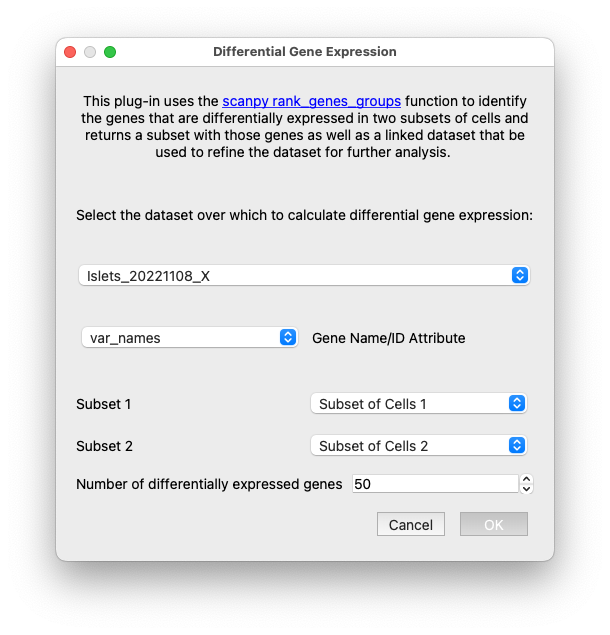 Differential Gene Expression
This plug-in uses the scanpy rank_genes_groups function to identify
the genes that are differentially expressed in two subsets of cells and
returns a subset with those genes as well as a linked dataset that be
used to refine the dataset for further analysis.
Select the dataset over which to calculate differential gene expression:
Islets_20221108_X
var_names
Gene Name/ID Attribute
Subset 1
Subset of Cells 1
Subset 2
Subset of Cells 2
Number of differentially expressed genes
50
Cancel
OK